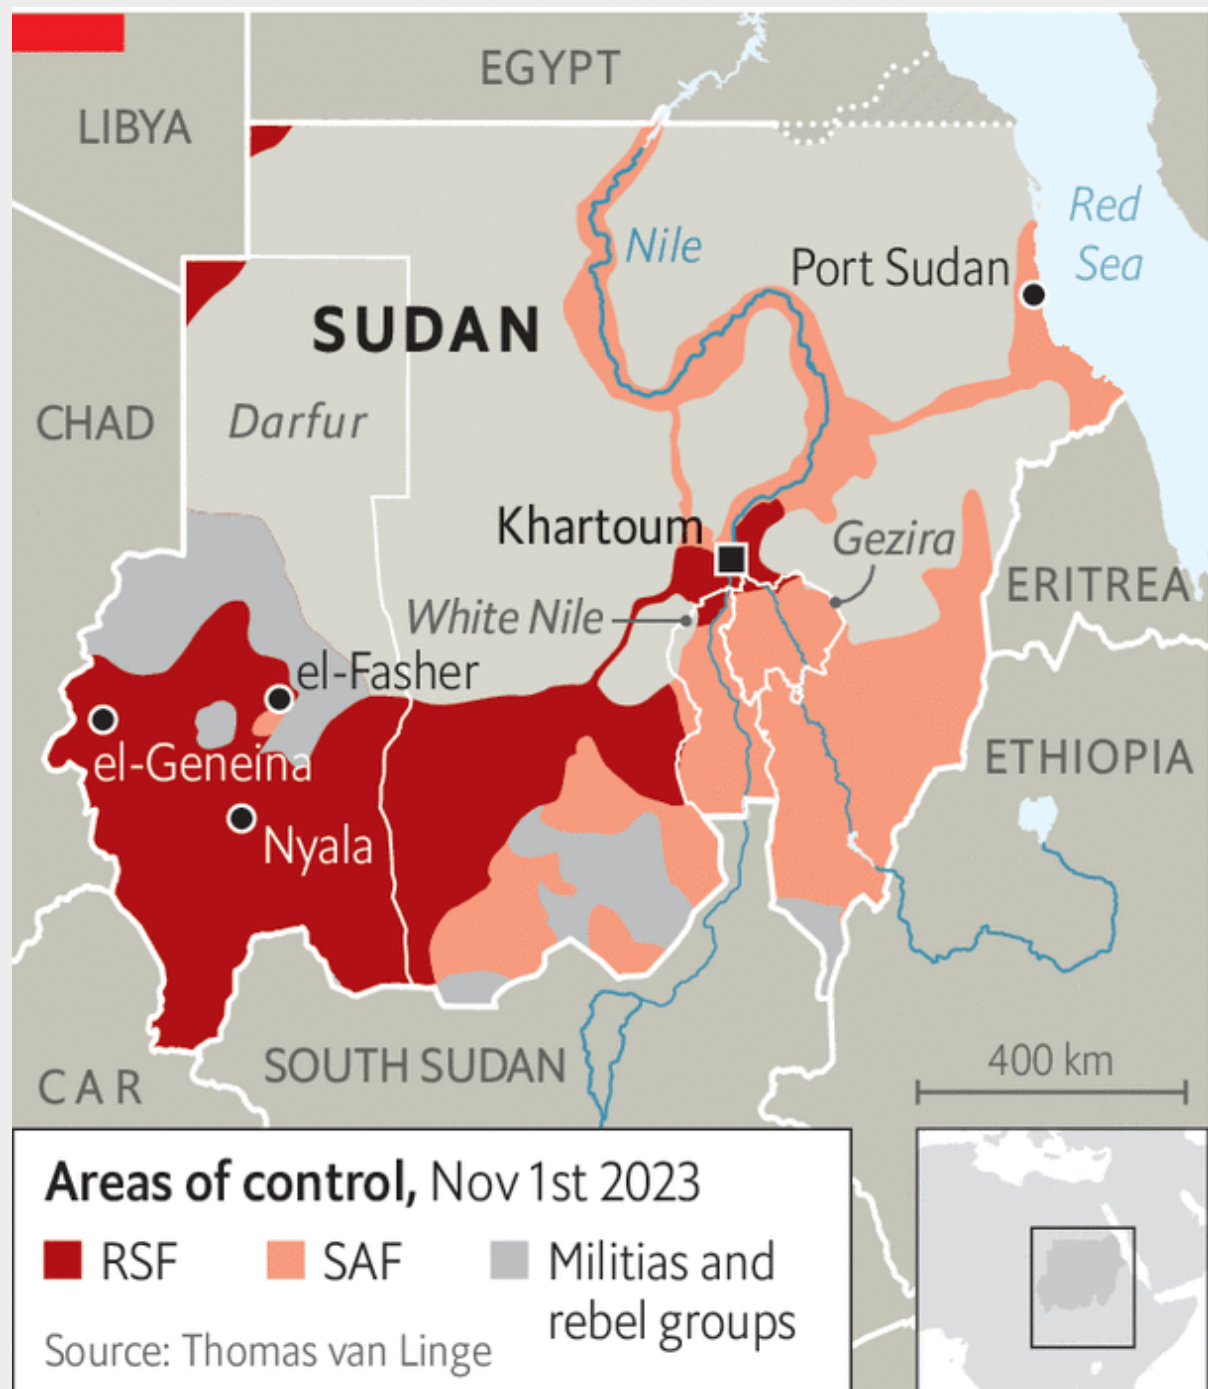 EGYPT
LIBYA
Red
Sea
Nile
Port Sudan
SUDAN
CHAD
Darfur
Khartoum
Gezira
ERITREA
White Nile
el-Fasher
el-Geneina
ETHIOPIA
Nyala
SOUTH SUDAN
400 km
CAR
Areas of control, Nov 1st 2023
RSF
SAF
Militias and
rebel groups
Source: Thomas van Linge